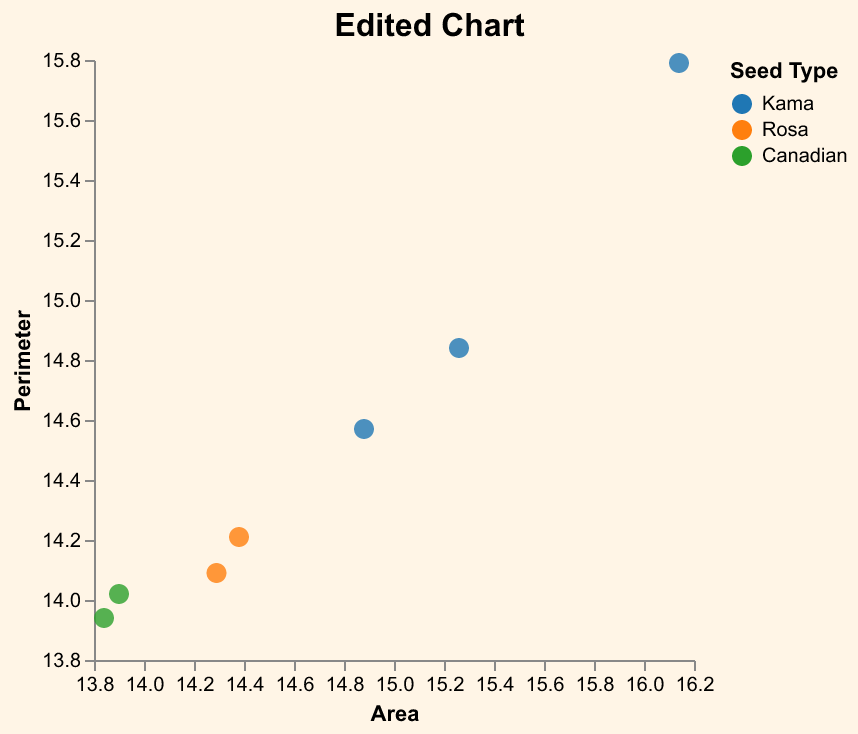 Edited Chart
Seed Type
Kama
Rosa
Canadian
Perimeter
15.8
15.6
15.4
15.2
15.0
14.8
14.6
14.4
14.2
14.0
13.8
13.8 14.0 14.2 14.4 14.6 14.8 15.0 15.2 15.4 15.6 15.8 16.0 16.2
Area